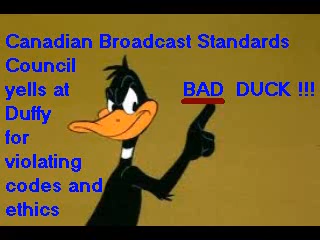 Canadian Broadcast Standards
Council
yells at
Duffy
for
violating
codes and
ethics
BAD DUCK !!!